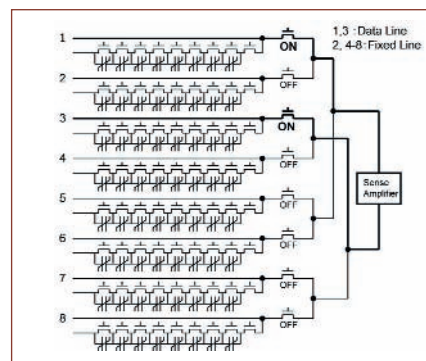 1
ON
1,3 : Data Line
2, 4-8 : Fixed Line
2
OFF
3
ON
4
OFF
5
OFF
Sense
Amplifier
6
OFF
7
OFF
8
OFF